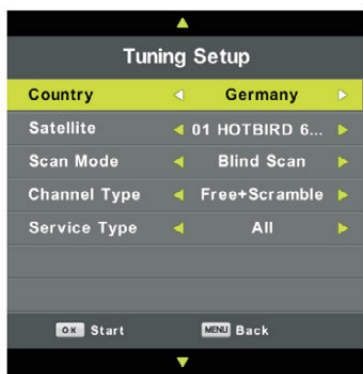 Tuning Setup
Country Germany
Satellite 01 HOTBIRD 6...
Scan Mode Blind Scan
Channel Type Free+Scramble
Service Type All
OK Start MENU Back